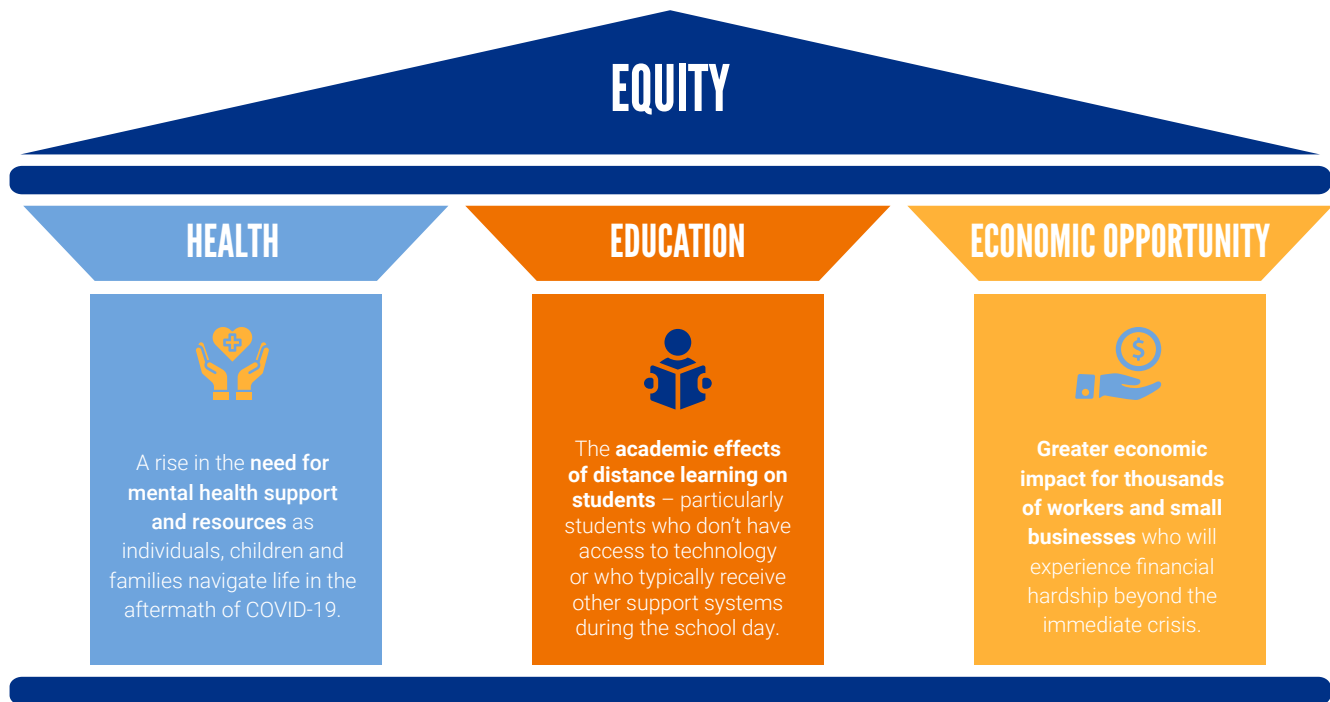 EQUITY
HEALTH
A rise in the need for
mental health support
and resources as
individuals, children and
families navigate life in the
aftermath of COVID-19.
EDUCATION
The academic effects
of distance learning on
students – particularly
students who don't have
access to technology
or who typically receive
other support systems
during the school day.
ECONOMIC OPPORTUNITY
$
Greater economic
impact for thousands
of workers and small
businesses who will
experience financial
hardship beyond the
immediate crisis.